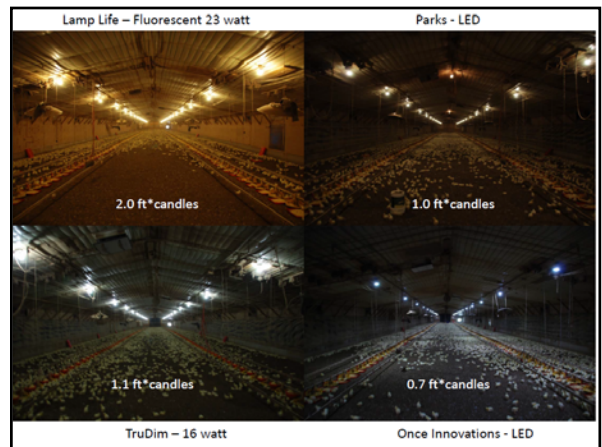 Lamp Life – Fluorescent 23 watt
Parks - LED
2.0 ft*candles
1.0 ft*candles
1.1 ft*candles
0.7 ft*candles
TruDim – 16 watt
Once Innovations - LED